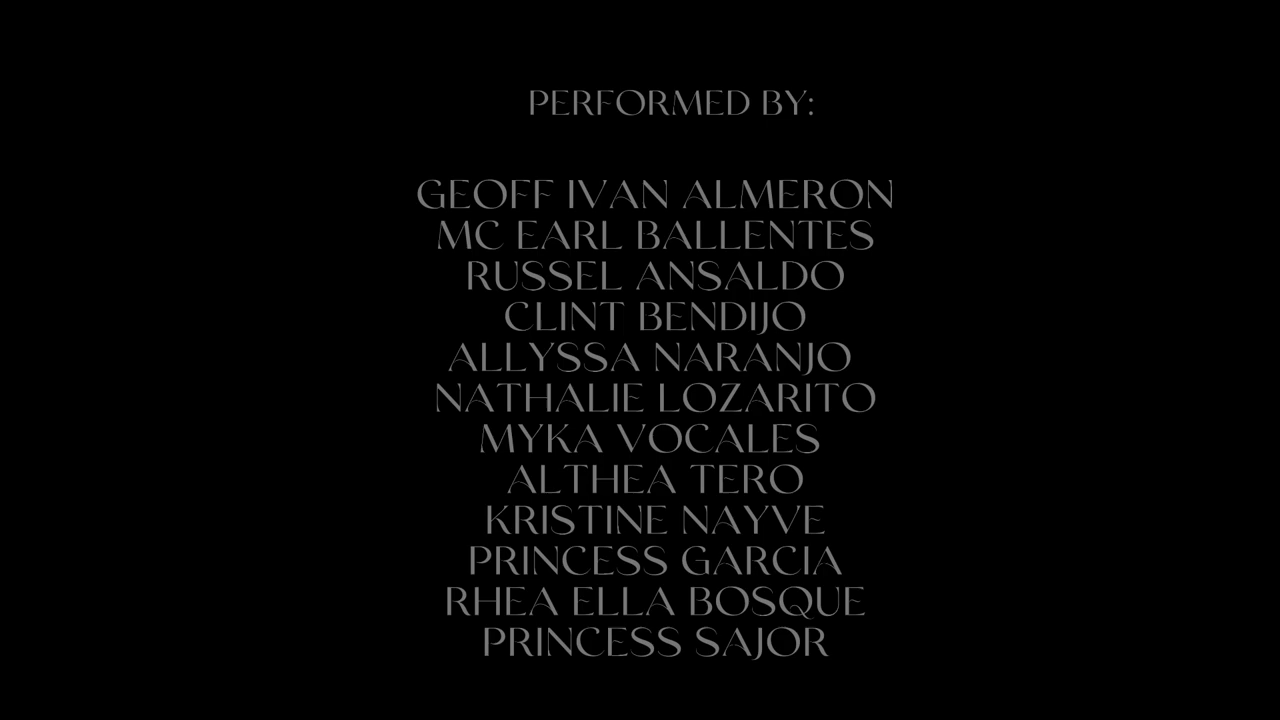 PERFORMED BY:
GEOFF IVAN ALMERON
MC EARL BALLENTES
RUSSEL ANSALDO
CLINT BENDIJO
ALLYSSA NARANJO
NATHALIE LOZARITO
MYKA VOCALES
ALTHEA TERO
KRISTINE NAYVE
PRINCESS GARCIA
RHEA ELLA BOSQUE
PRINCESS SAJOR